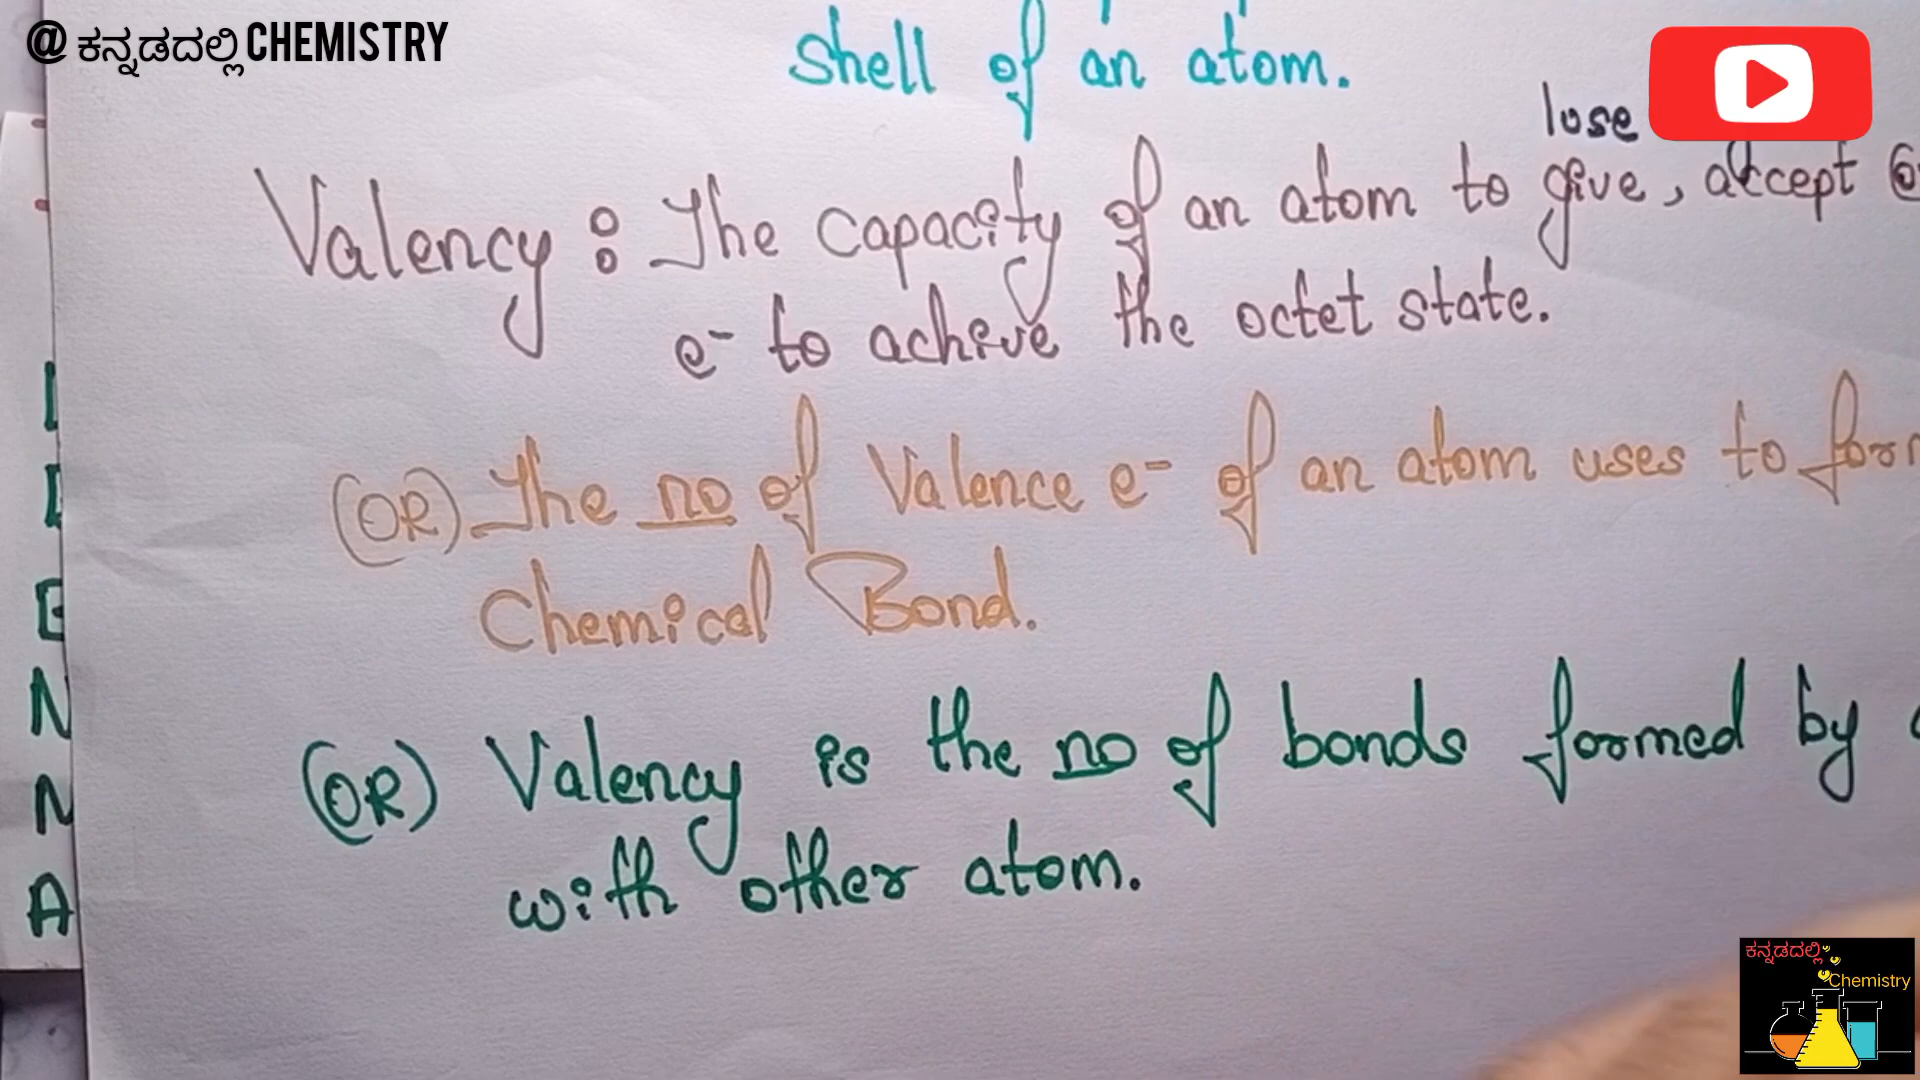 @ ಕನ್ನಡದಲ್ಲಿ CHEMISTRY
Shell of an atom.
lose
Valency : The capacity of an atom to give, accept
e- to achive the octet state.
(OR) The no of Valence e- of an atom uses to form
Chemical Bond.
(OR) Valency is the no of bonds formed by
with other atom.
L
E
N
M
A
ಕನ್ನಡದಲ್ಲಿ
Chemistry